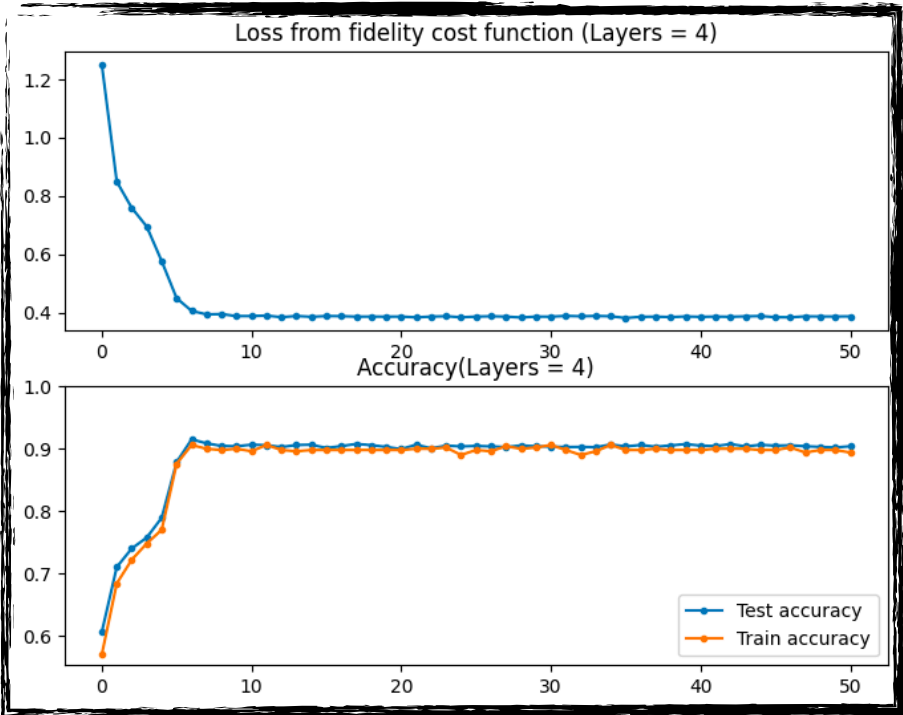 Loss from fidelity cost function (Layers = 4)
1.2
1.0
0.8
0.6
0.4
0 10 20 30 40 50
Accuracy(Layers = 4)
1.0
0.9
0.8
0.7
0.6
Test accuracy
Train accuracy
0 10 20 30 40 50